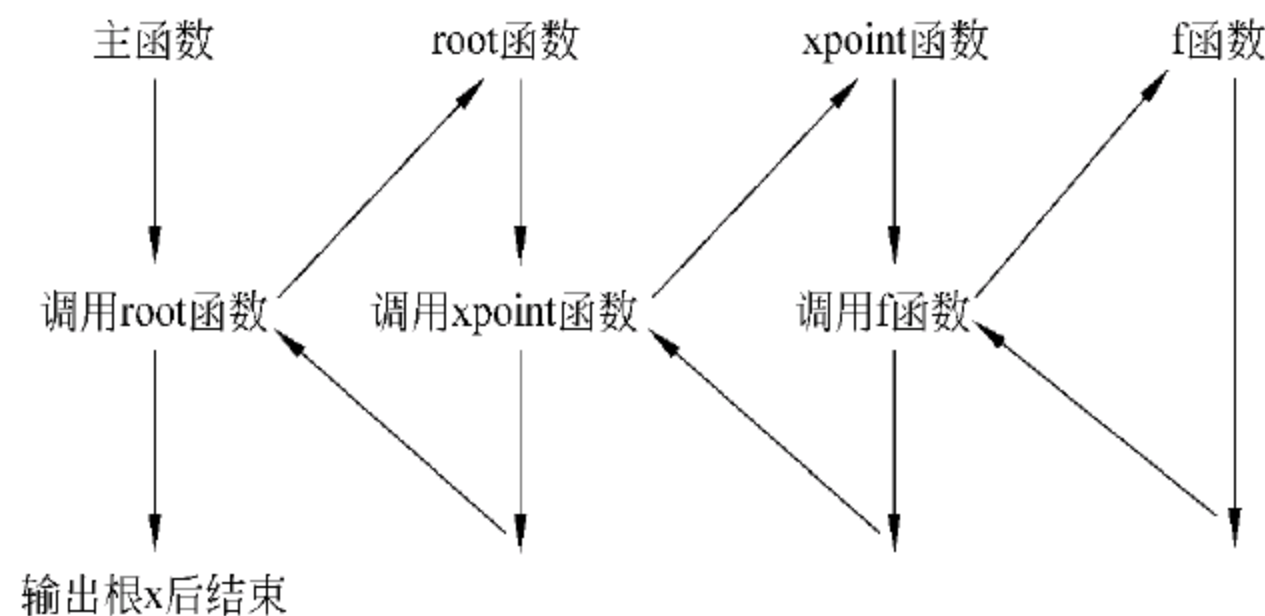 主函数
root函数
xpoint函数
f函数
调用root函数
调用xpoint函数
调用f函数
输出根x后结束